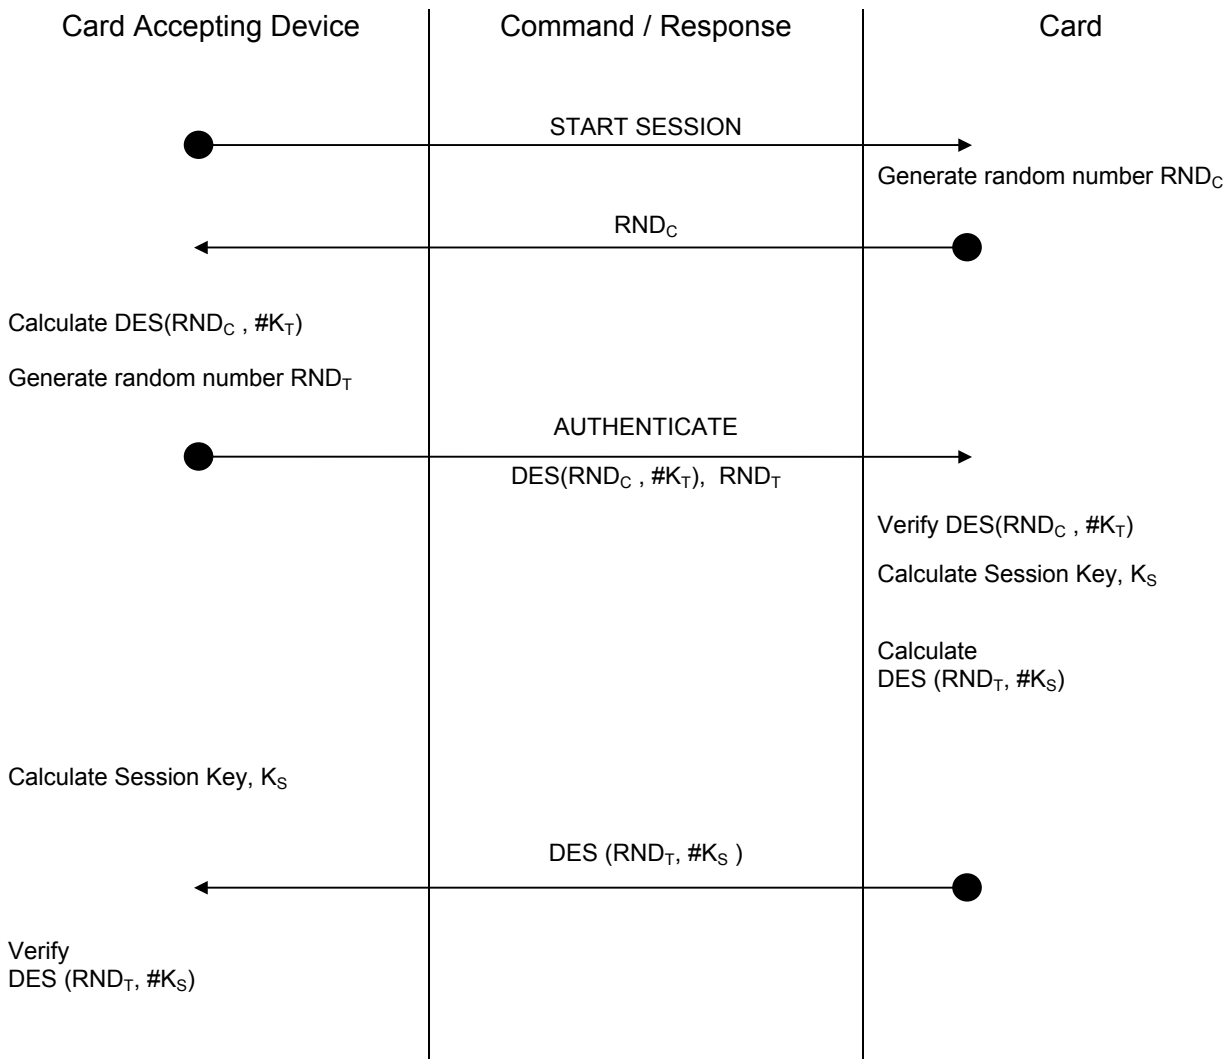 Card Accepting Device
Command / Response
Card
START SESSION
Generate random number RND_C
RND_C
Calculate DES(RND_C , #K_T)
Generate random number RND_T
AUTHENTICATE
DES(RND_C , #K_T), RND_T
Verify DES(RND_C , #K_T)
Calculate Session Key, K_S
Calculate
DES (RND_T, #K_S)
Calculate Session Key, K_S
DES (RND_T, #K_S )
Verify
DES (RND_T, #K_S)